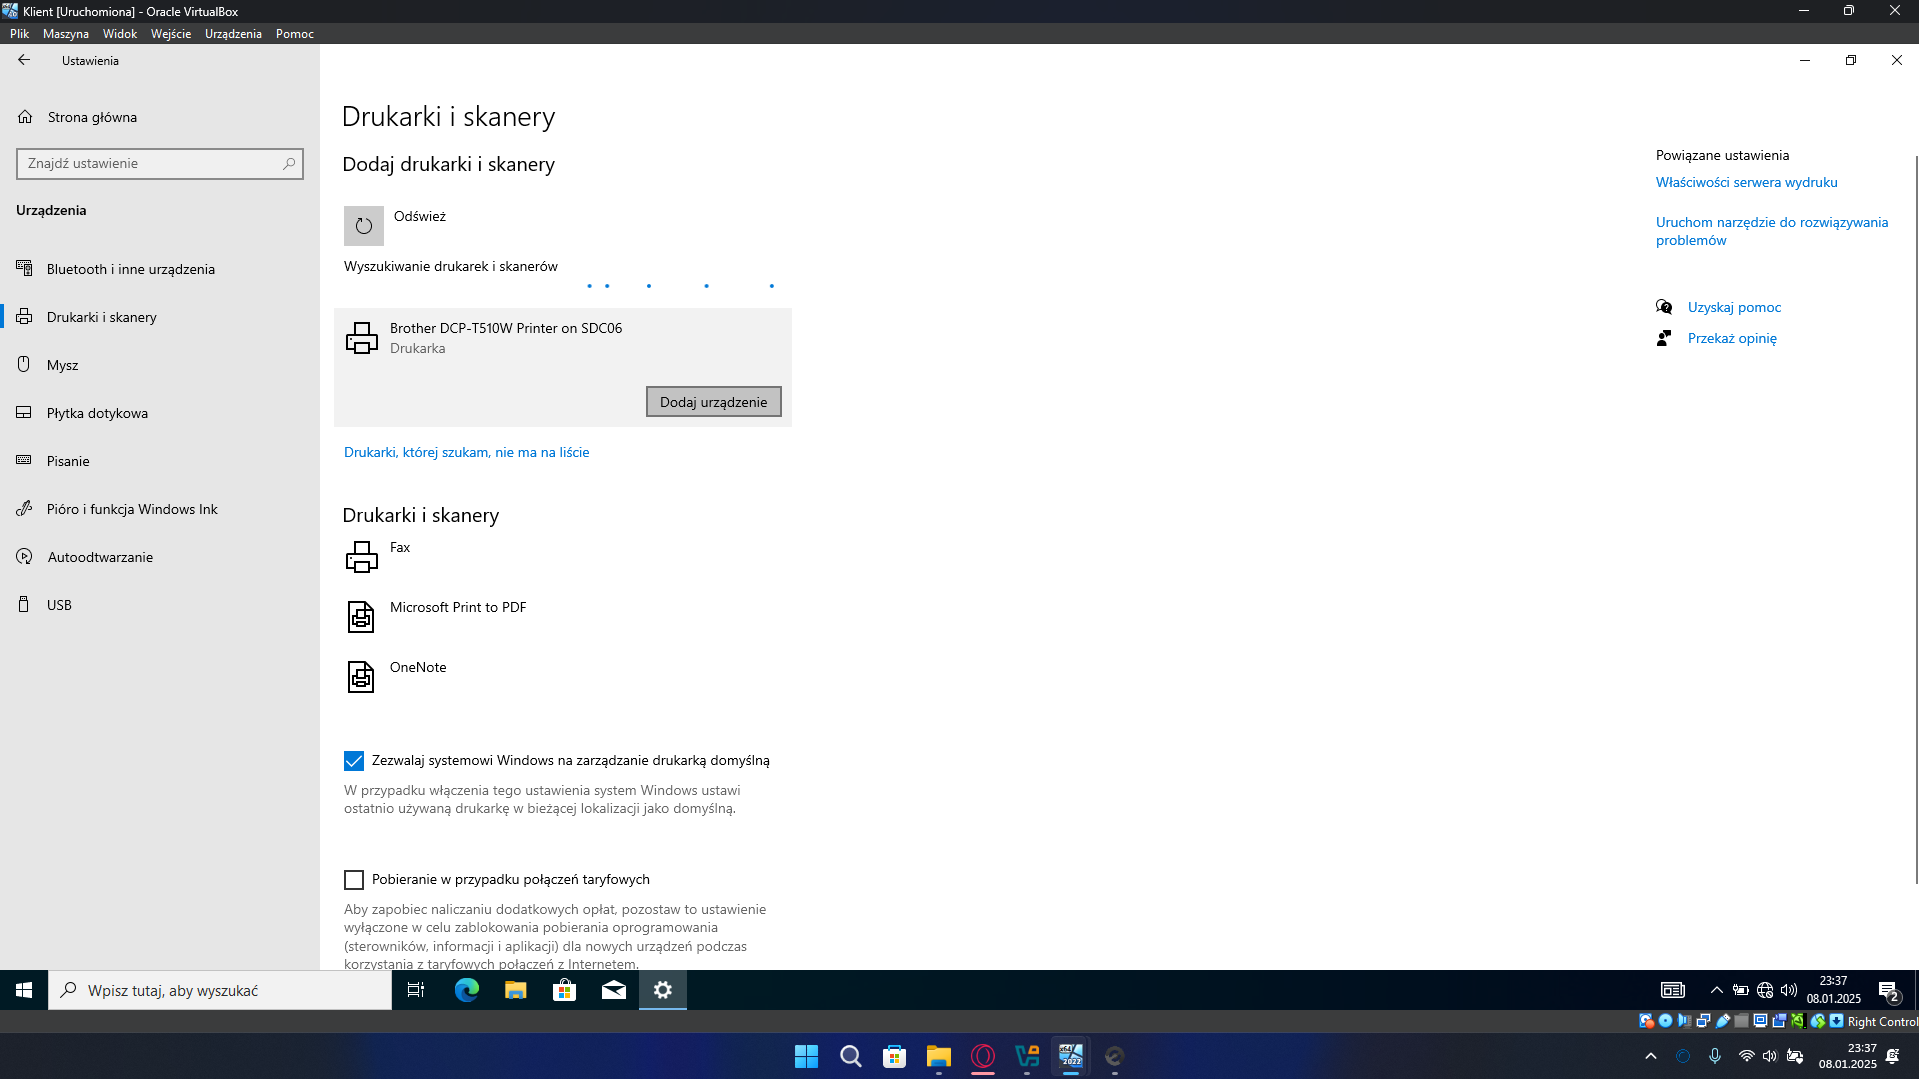 Klient [Uruchomiona] - Oracle VirtualBox
Plik Maszyna Widok Wejście Urządzenia Pomoc
Ustawienia
Strona główna
Znajdź ustawienie
Urządzenia
Bluetooth i inne urządzenia
Drukarki i skanery
Mysz
Płytka dotykowa
Pisanie
Pióro i funkcja Windows Ink
Autoodtwarzanie
USB
Drukarki i skanery
Dodaj drukarki i skanery
Odśwież
Wyszukiwanie drukarek i skanerów
Brother DCP-T510W Printer on SDC06
Drukarka
Dodaj urządzenie
Drukarki, której szukam, nie ma na liście
Drukarki i skanery
Fax
Microsoft Print to PDF
OneNote
Zezwalaj systemowi Windows na zarządzanie drukarką domyślną
W przypadku włączenia tego ustawienia system Windows ustawi
ostatnio używaną drukarkę w bieżącej lokalizacji jako domyślną.
Pobieranie w przypadku połączeń taryfowych
Aby zapobiec naliczaniu dodatkowych opłat, pozostaw to ustawienie
wyłączone w celu zablokowania pobierania oprogramowania
(sterowników, informacji i aplikacji) dla nowych urządzeń podczas
korzystania z taryfowych połączeń z Internetem.
Powiązane ustawienia
Właściwości serwera wydruku
Uruchom narzędzie do rozwiązywania
problemów
Uzyskaj pomoc
Przekaż opinię
Wpisz tutaj, aby wyszukać
23:37
08.01.2025
2
Right Control
2022
23:37
08.01.2025